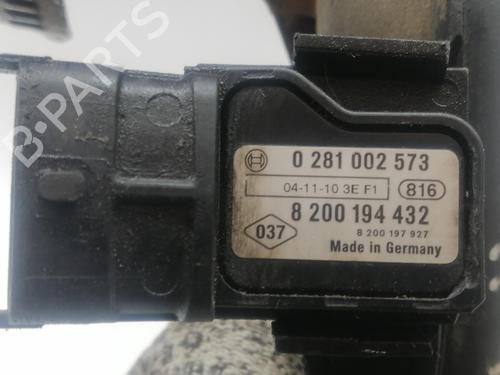 B-PARTS
0 281 002 573
04-11-10 3E F1 816
8 200 194 432
037 8 200 197 927
Made in Germany